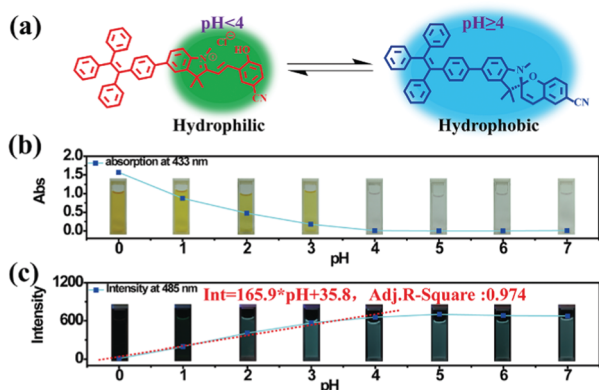 (a)
pH<4
pH≥4
Cl⊖
HO
N
⊕
CN
N
O
CN
Hydrophilic
Hydrophobic
(b)
absorption at 433 nm
Abs
2.0
1.5
1.0
0.5
0.0
0 1 2 3 4 5 6 7
pH
(c)
Intensity at 485 nm
Int=165.9*pH+35.8, Adj.R-Square :0.974
Intensity
1200
600
0
0 1 2 3 4 5 6 7
pH